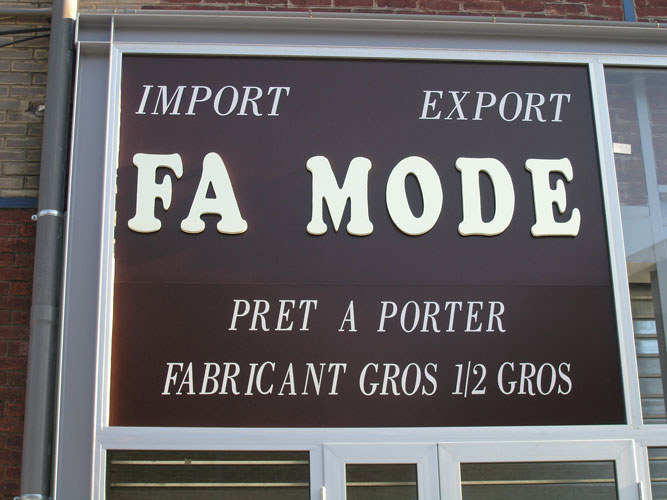 IMPORT EXPORT
FA MODE
PRET A PORTER
FABRICANT GROS 1/2 GROS